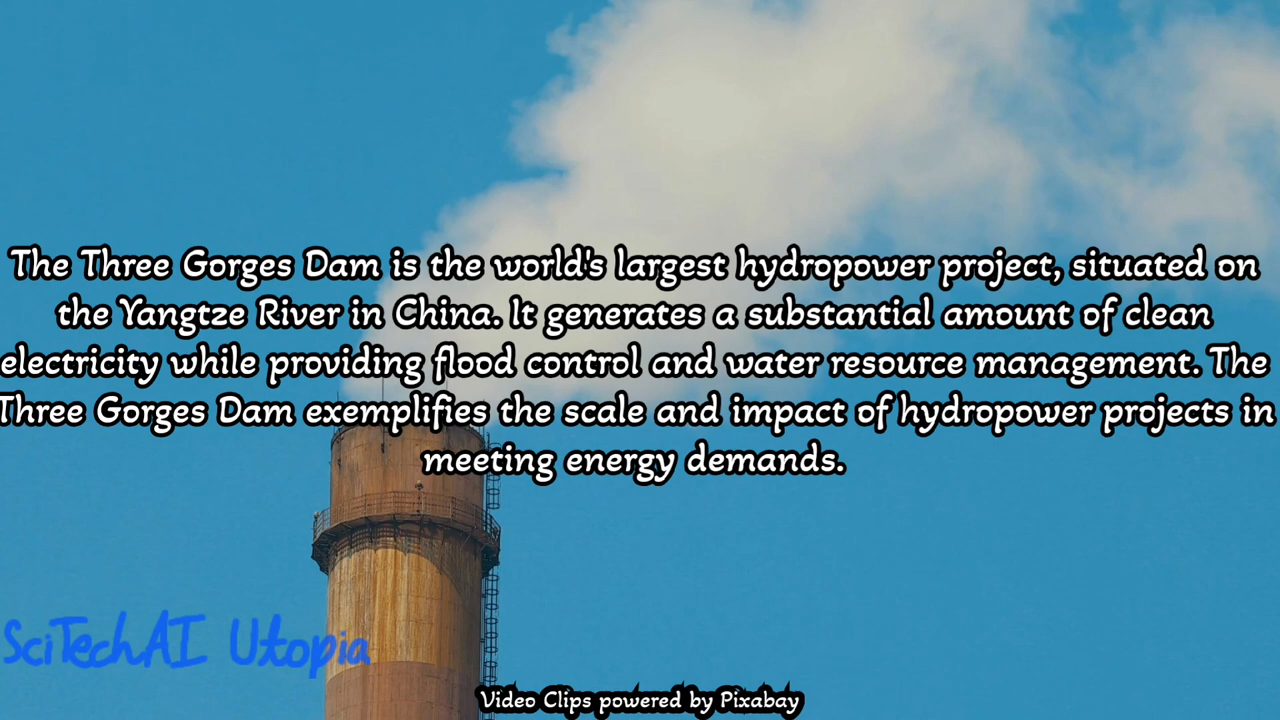 The Three Gorges Dam is the world's largest hydropower project, situated on
the Yangtze River in China. It generates a substantial amount of clean
electricity while providing flood control and water resource management. The
Three Gorges Dam exemplifies the scale and impact of hydropower projects in
meeting energy demands.
SciTechAI Utopia
Video Clips powered by Pixabay